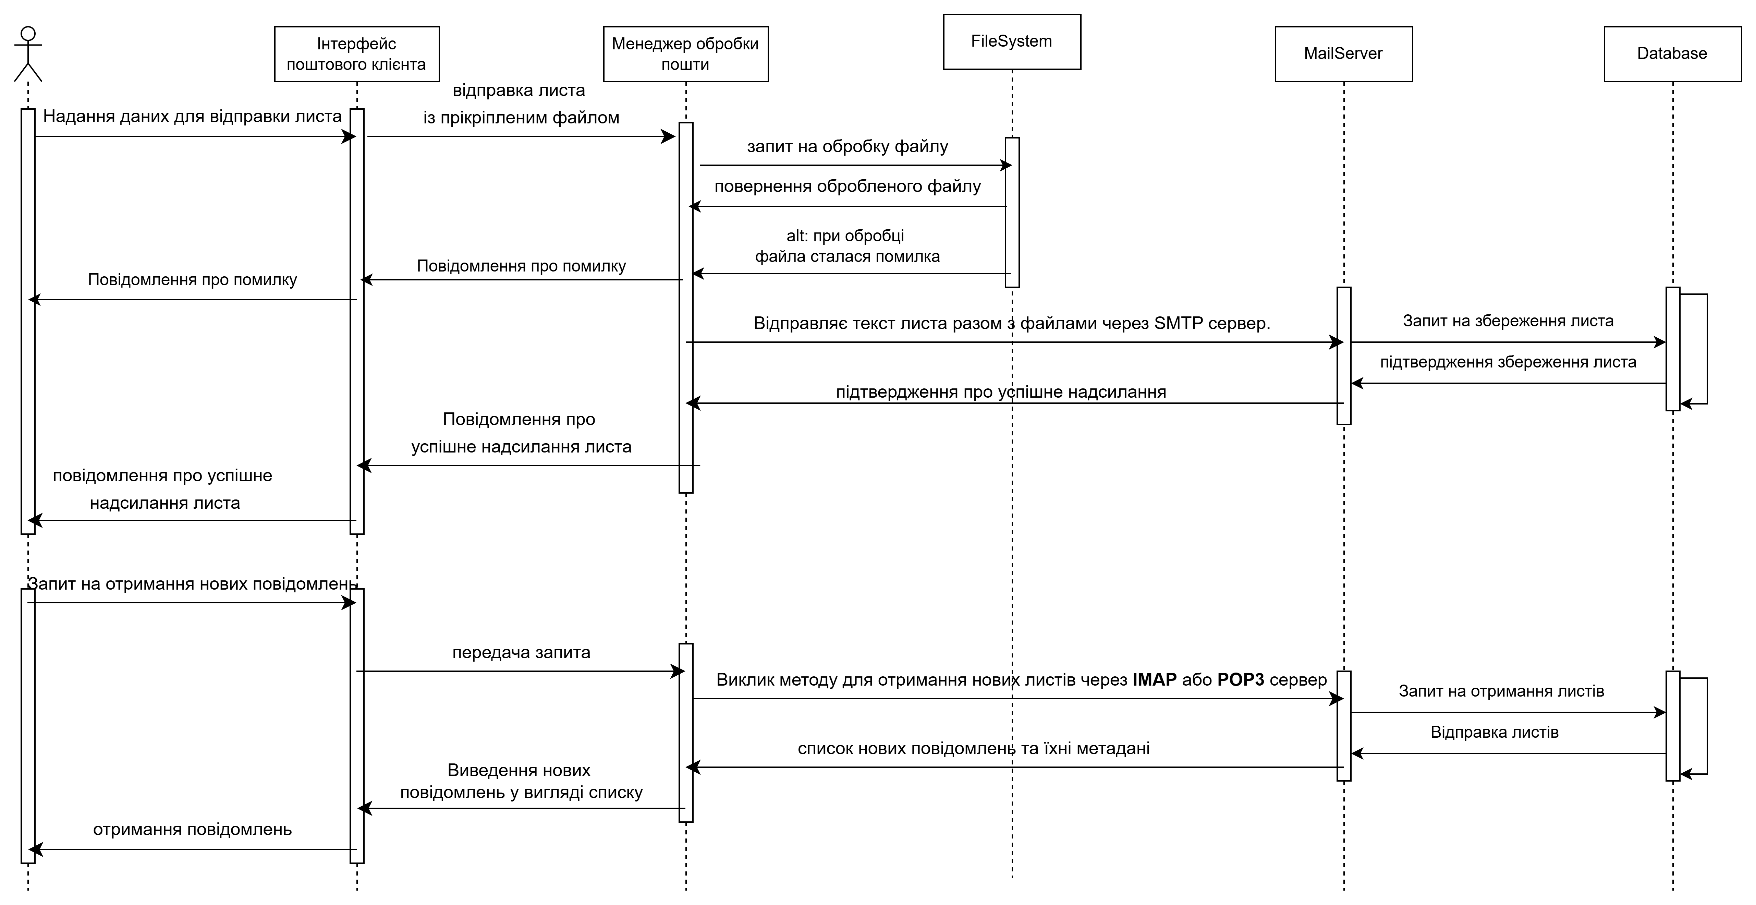 Інтерфейс
поштового клієнта
Менеджер обробки
пошти
FileSystem
MailServer
Database
Надання даних для відправки листа
відправка листа
із прікріпленим файлом
запит на обробку файлу
повернення обробленого файлу
alt: при обробці
файла сталася помилка
Повідомлення про помилку
Повідомлення про помилку
Відправляє текст листа разом з файлами через SMTP сервер.
Запит на збереження листа
підтвердження збереження листа
підтвердження про успішне надсилання
Повідомлення про
успішне надсилання листа
повідомлення про успішне
надсилання листа
Запит на отримання нових повідомлень
передача запита
Виклик методу для отримання нових листів через IMAP або POP3 сервер
Запит на отримання листів
Відправка листів
список нових повідомлень та їхні метадані
Виведення нових
повідомлень у вигляді списку
отримання повідомлень